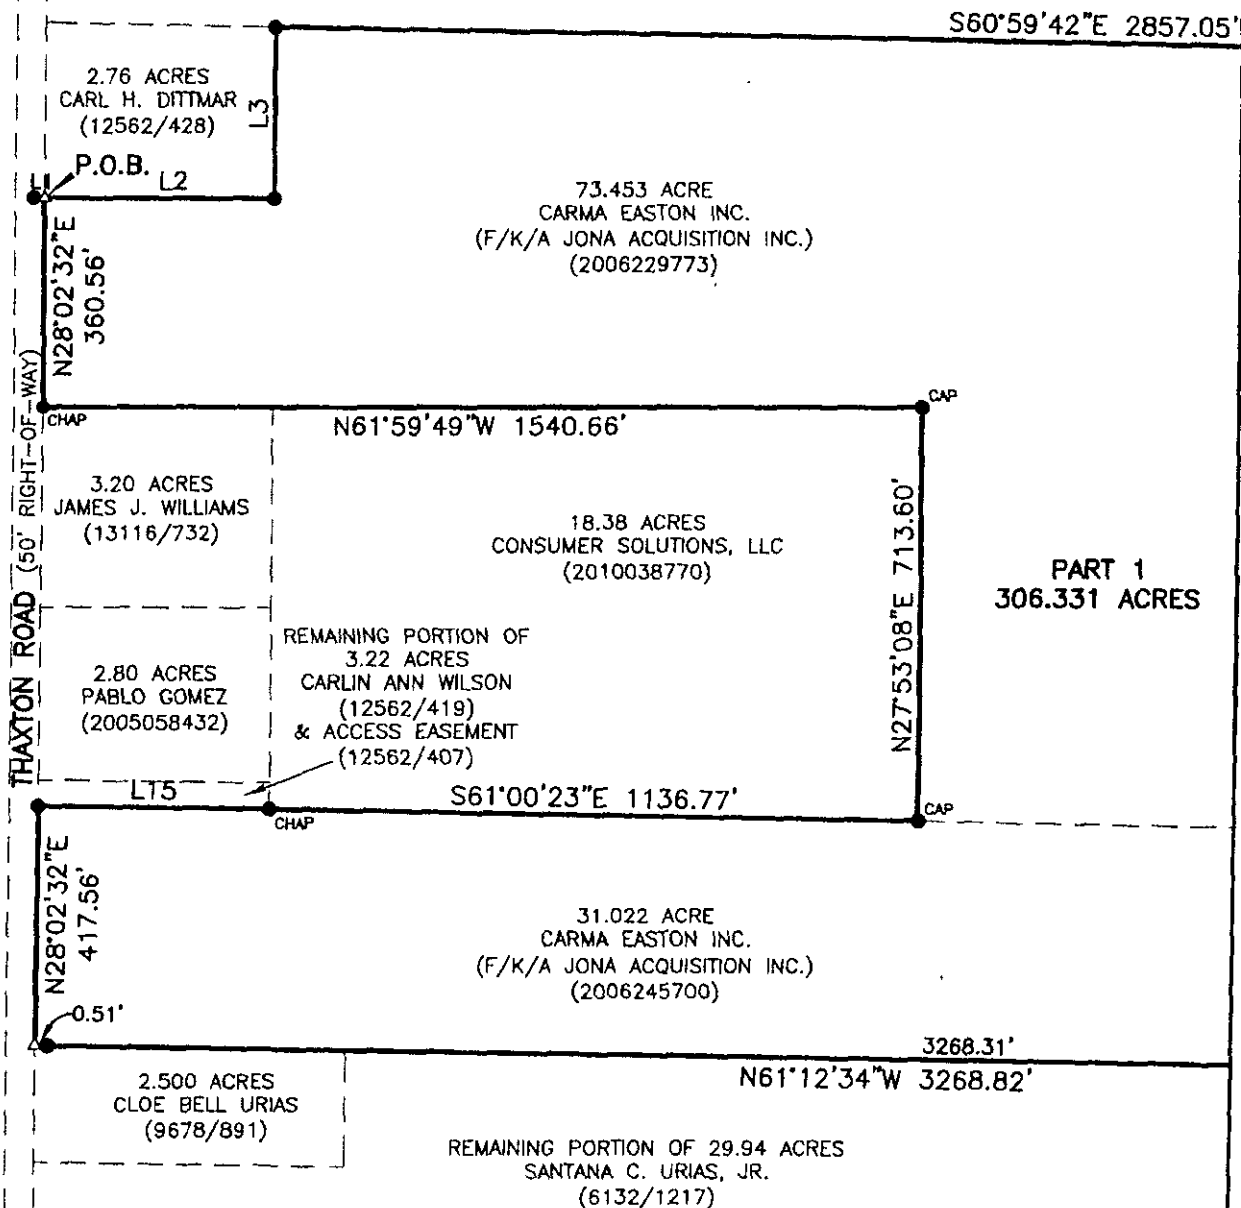 S60°59'42"E 2857.05'
2.76 ACRES
CARL H. DITTMAR
(12562/428)
L3
P.O.B.
L1
L2
73.453 ACRE
CARMA EASTON INC.
(F/K/A JONA ACQUISITION INC.)
(2006229773)
N28°02'32"E
360.56'
CHAP
CAP
N61°59'49"W 1540.66'
THAXTON ROAD (50' RIGHT-OF-WAY)
3.20 ACRES
JAMES J. WILLIAMS
(13116/732)
18.38 ACRES
CONSUMER SOLUTIONS, LLC
(2010038770)
N27°53'08"E 713.60'
PART 1
306.331 ACRES
2.80 ACRES
PABLO GOMEZ
(2005058432)
REMAINING PORTION OF
3.22 ACRES
CARLIN ANN WILSON
(12562/419)
& ACCESS EASEMENT
(12562/407)
L15
CHAP
S61°00'23"E 1136.77'
CAP
N28°02'32"E
417.56'
31.022 ACRE
CARMA EASTON INC.
(F/K/A JONA ACQUISITION INC.)
(2006245700)
0.51'
3268.31'
N61°12'34"W 3268.82'
2.500 ACRES
CLOE BELL URIAS
(9678/891)
REMAINING PORTION OF 29.94 ACRES
SANTANA C. URIAS, JR.
(6132/1217)